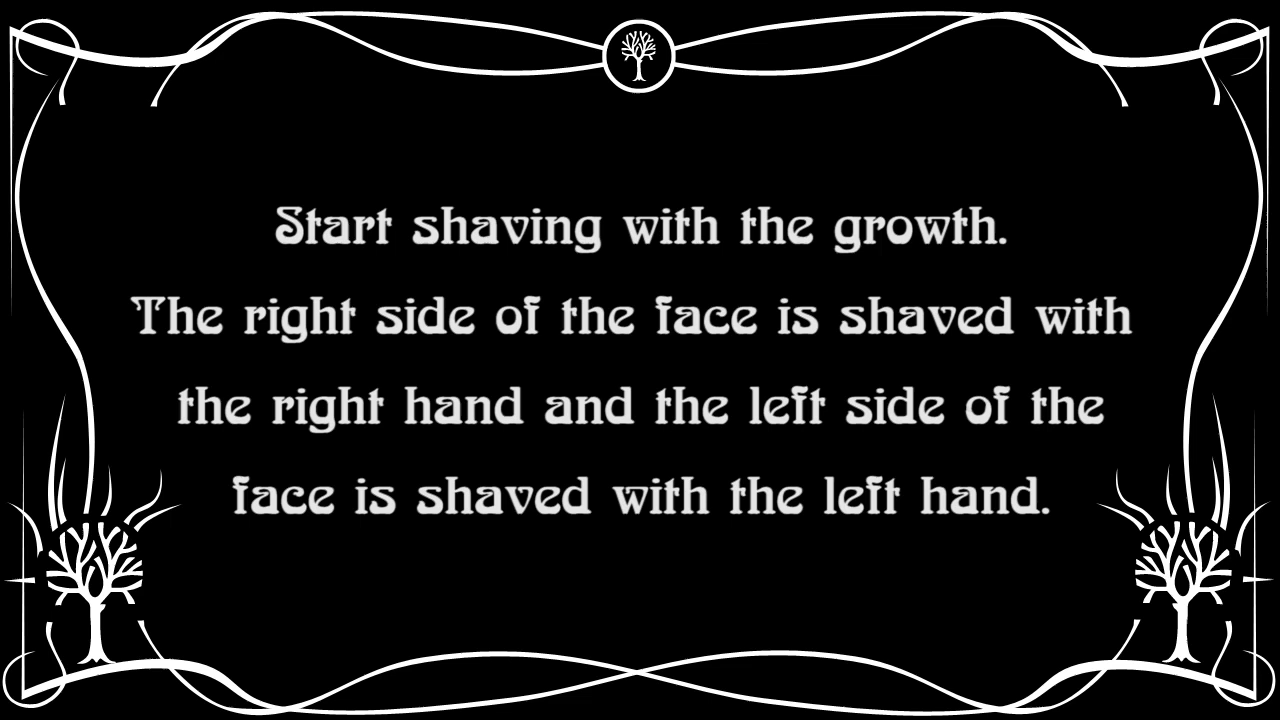 Start shaving with the growth.
The right side of the face is shaved with
the right hand and the left side of the
face is shaved with the left hand.